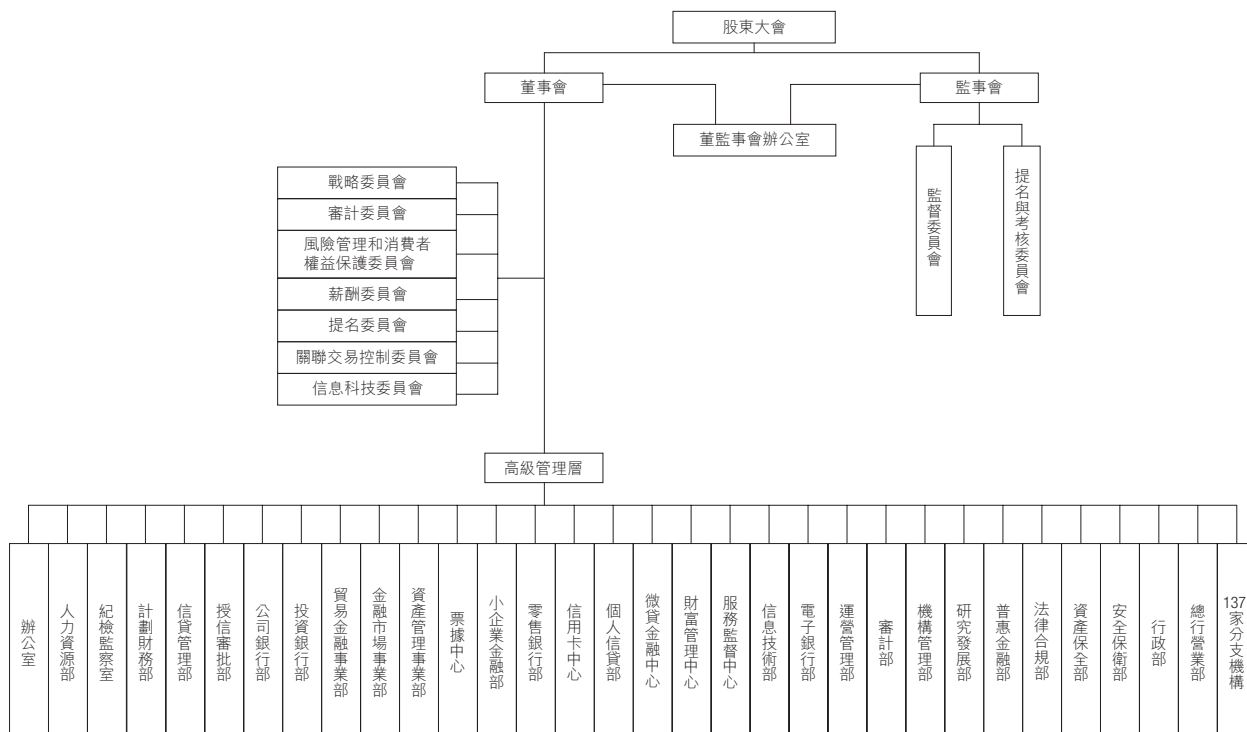 股東大會
董事會
監事會
董監事會辦公室
監督委員會
提名與考核委員會
戰略委員會
審計委員會
風險管理和消費者
權益保護委員會
薪酬委員會
提名委員會
關聯交易控制委員會
信息科技委員會
高級管理層
辦公室
人力資源部
紀檢監察室
計劃財務部
信貸管理部
授信審批部
公司銀行部
投資銀行部
貿易金融事業部
金融市場事業部
資產管理事業部
票據中心
小企業金融部
零售銀行部
信用卡中心
個人信貸部
微貸金融中心
財富管理中心
服務監督中心
信息技術部
電子銀行部
運營管理部
審計部
機構管理部
研究發展部
普惠金融部
法律合規部
資產保全部
安全保衛部
行政部
總行營業部
137家分支機構